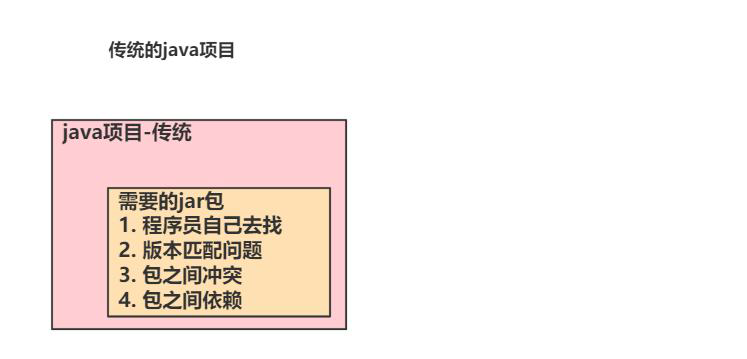 传统的java项目
java项目-传统
需要的jar包
1. 程序员自己去找
2. 版本匹配问题
3. 包之间冲突
4. 包之间依赖